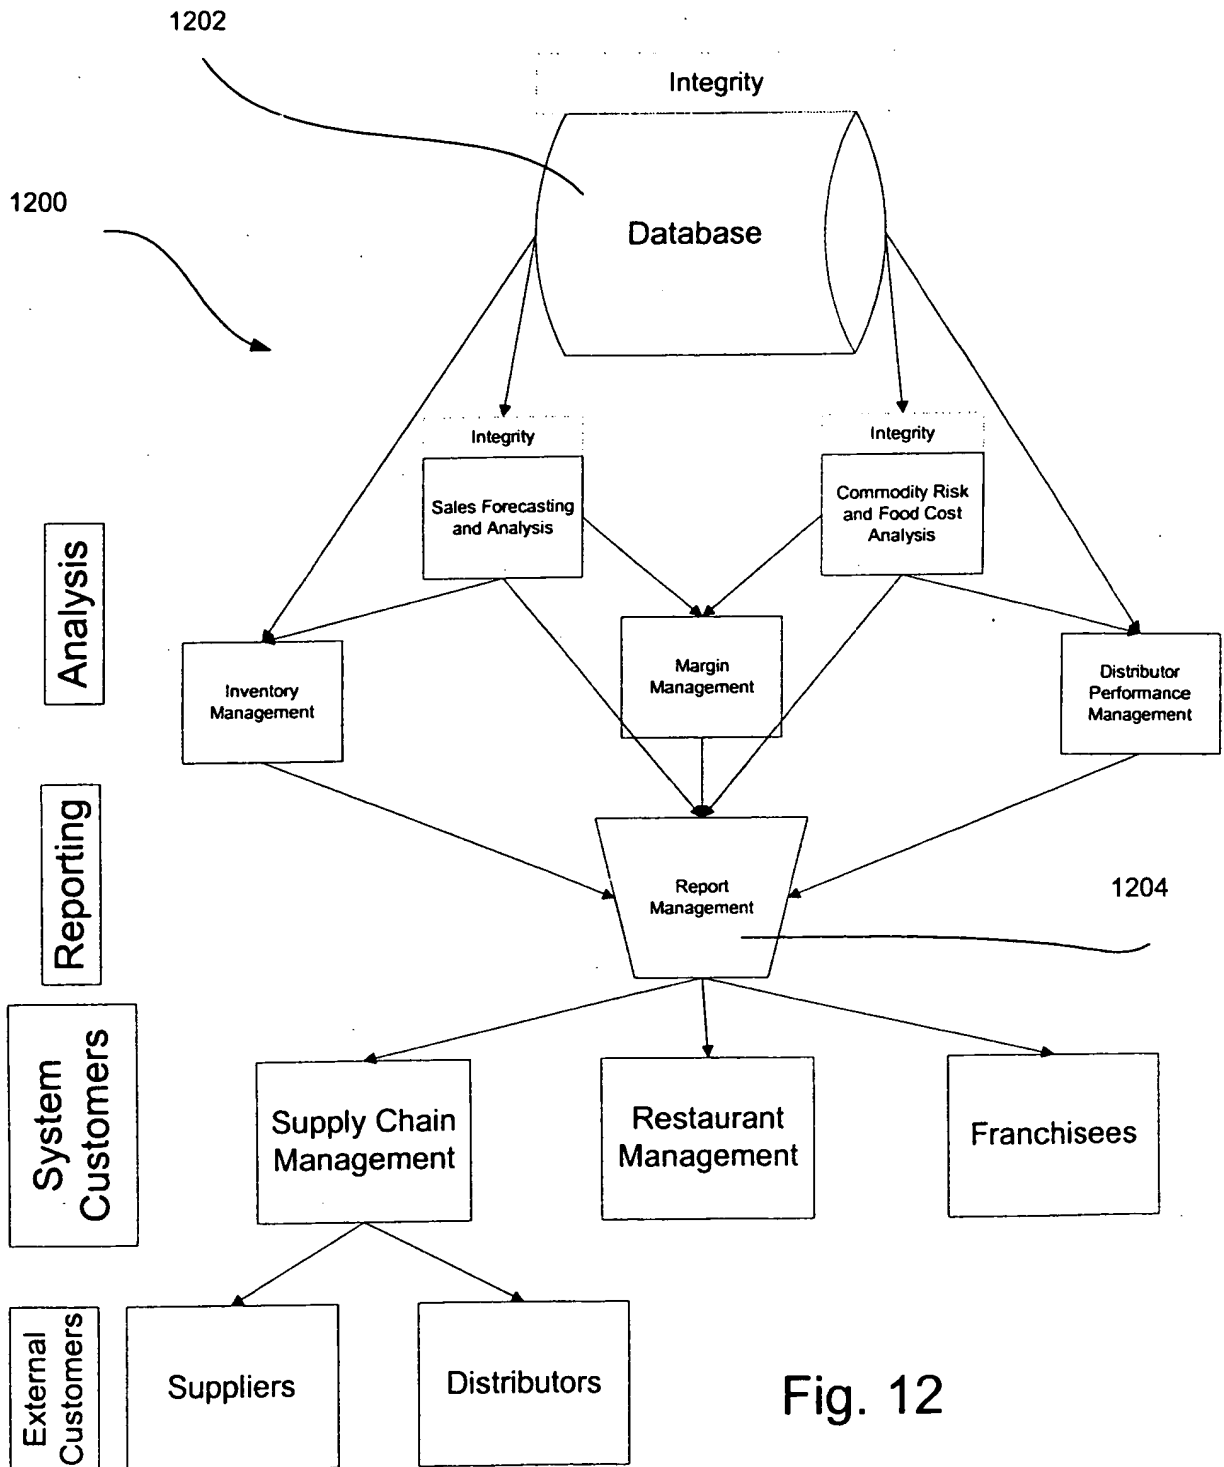 1202
Integrity
1200
Database
Integrity
Integrity
Sales Forecasting
and Analysis
Commodity Risk
and Food Cost
Analysis
Analysis
Inventory
Management
Margin
Management
Distributor
Performance
Management
Reporting
Report
Management
1204
System
Customers
Supply Chain
Management
Restaurant
Management
Franchisees
External
Customers
Suppliers
Distributors
Fig. 12